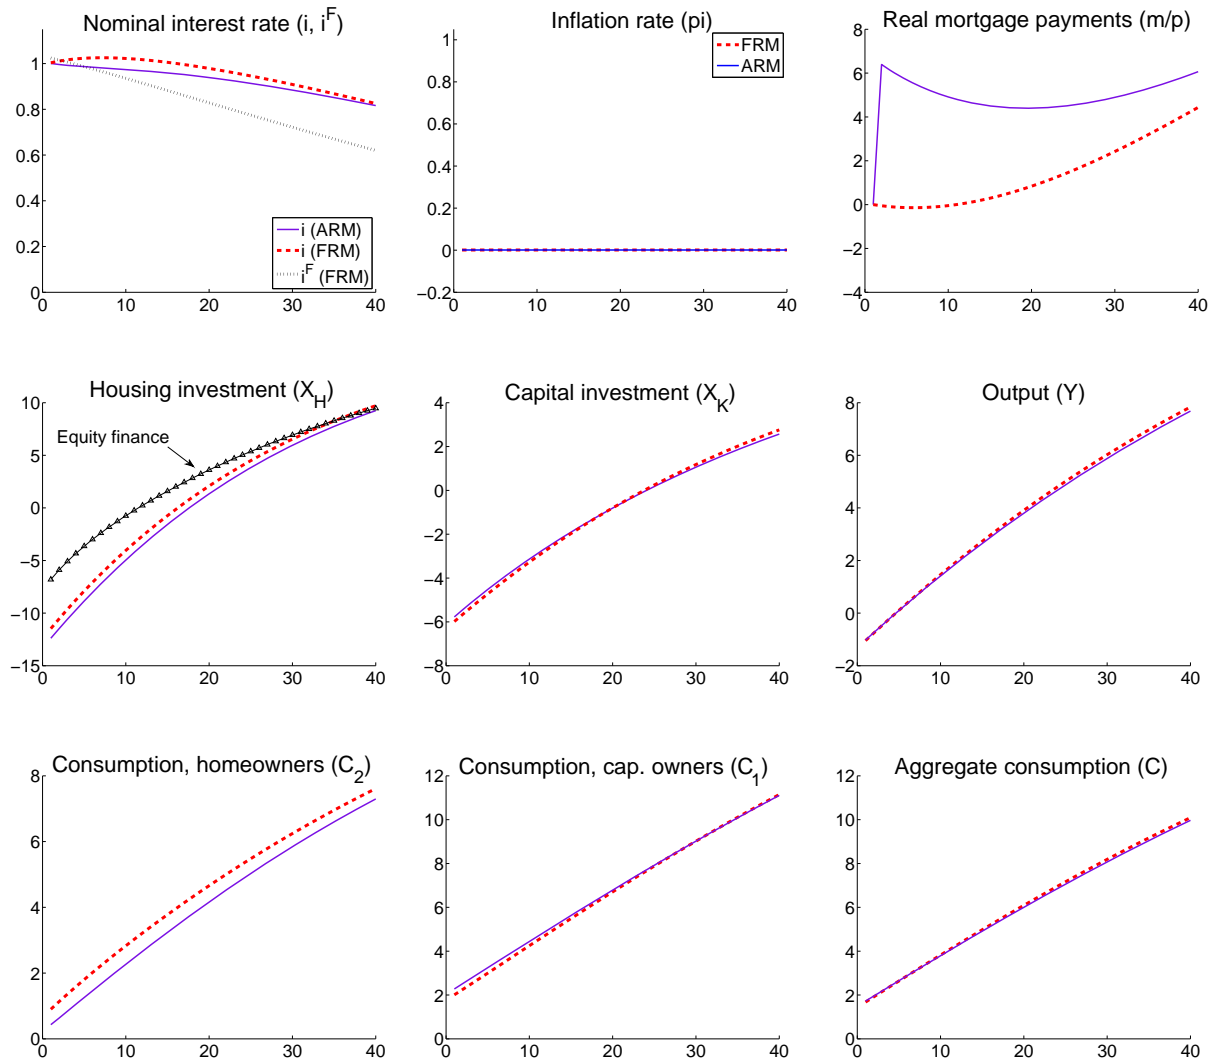 Nominal interest rate (i, i^F)
1
0.8
0.6
0.4
0.2
0
0 10 20 30 40
i (ARM)
i (FRM)
i^F (FRM)
Inflation rate (pi)
1
0.8
0.6
0.4
0.2
0
−0.2
0 10 20 30 40
FRM
ARM
Real mortgage payments (m/p)
8
6
4
2
0
−2
−4
0 10 20 30 40
Housing investment (X_H)
10
5
0
−5
−10
−15
0 10 20 30 40
Equity finance
Capital investment (X_K)
4
2
0
−2
−4
−6
−8
0 10 20 30 40
Output (Y)
8
6
4
2
0
−2
0 10 20 30 40
Consumption, homeowners (C_2)
8
6
4
2
0
0 10 20 30 40
Consumption, cap. owners (C_1)
12
10
8
6
4
2
0
0 10 20 30 40
Aggregate consumption (C)
12
10
8
6
4
2
0
0 10 20 30 40